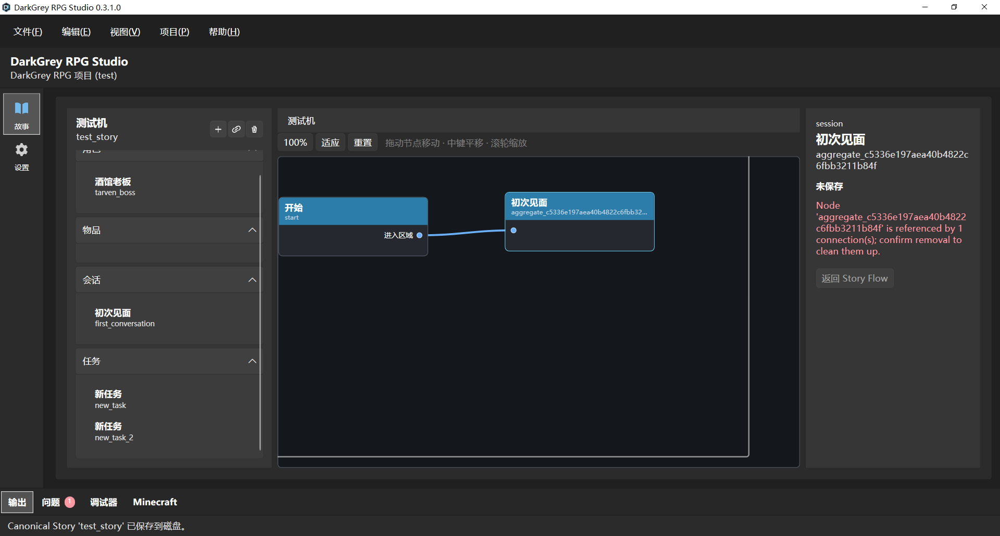 DarkGrey RPG Studio 0.3.1.0
文件(F) 编辑(E) 视图(V) 项目(P) 帮助(H)
DarkGrey RPG Studio
DarkGrey RPG 项目 (test)
故事
设置
测试机
test_story
角色
酒馆老板
tarven_boss
物品
会话
初次见面
first_conversation
任务
新任务
new_task
新任务
new_task_2
测试机
100% 适应 重置 拖动节点移动 · 中键平移 · 滚轮缩放
开始
start
进入区域
初次见面
aggregate_c5336e197aea40b4822c6fbb32...
session
初次见面
aggregate_c5336e197aea40b4822c
6fbb3211b84f
未保存
Node
'aggregate_c5336e197aea40b4822
c6fbb3211b84f' is referenced by 1
connection(s); confirm removal to
clean them up.
返回 Story Flow
输出 问题 1 调试器 Minecraft
Canonical Story 'test_story' 已保存到磁盘。